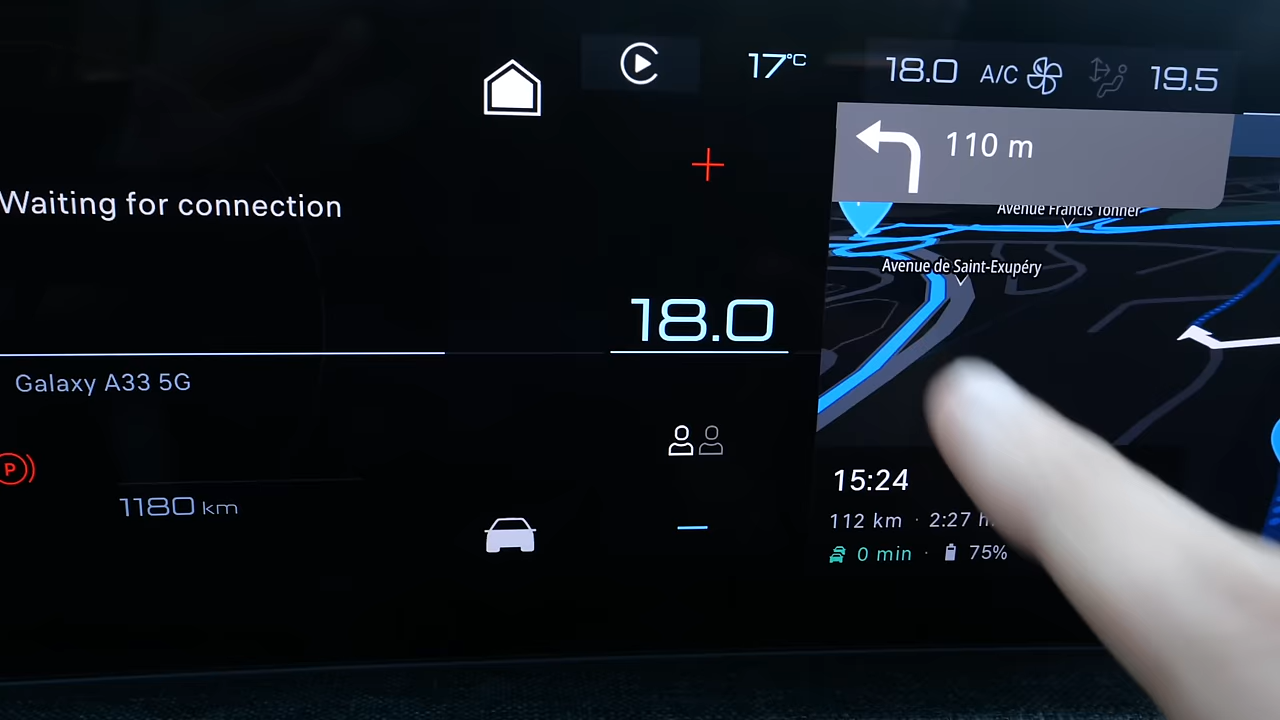 17°C
18.0 A/C 19.5
110 m
Waiting for connection
Avenue Francis Tonner
Avenue de Saint-Exupéry
18.0
Galaxy A33 5G
P
1180 km
15:24
112 km · 2:27 h
0 min · 75%